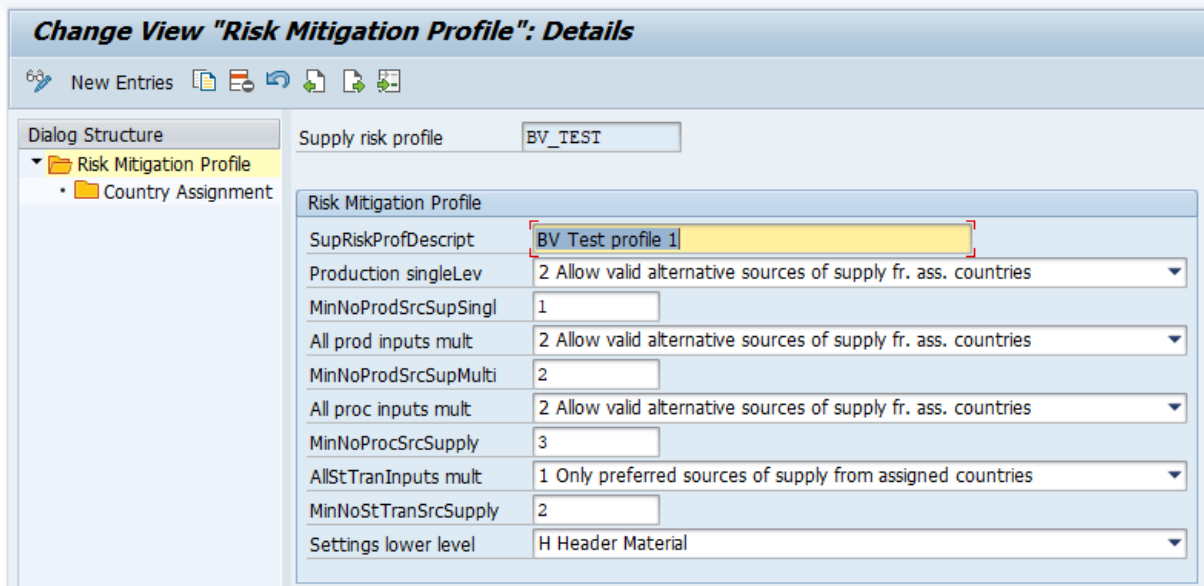 Change View "Risk Mitigation Profile": Details
New Entries
Dialog Structure
Risk Mitigation Profile
Country Assignment
Supply risk profile BV_TEST
Risk Mitigation Profile
SupRiskProfDescript BV Test profile 1
Production singleLev 2 Allow valid alternative sources of supply fr. ass. countries
MinNoProdSrcSupSingl 1
All prod inputs mult 2 Allow valid alternative sources of supply fr. ass. countries
MinNoProdSrcSupMulti 2
All proc inputs mult 2 Allow valid alternative sources of supply fr. ass. countries
MinNoProcSrcSupply 3
AllStTranInputs mult 1 Only preferred sources of supply from assigned countries
MinNoStTranSrcSupply 2
Settings lower level H Header Material